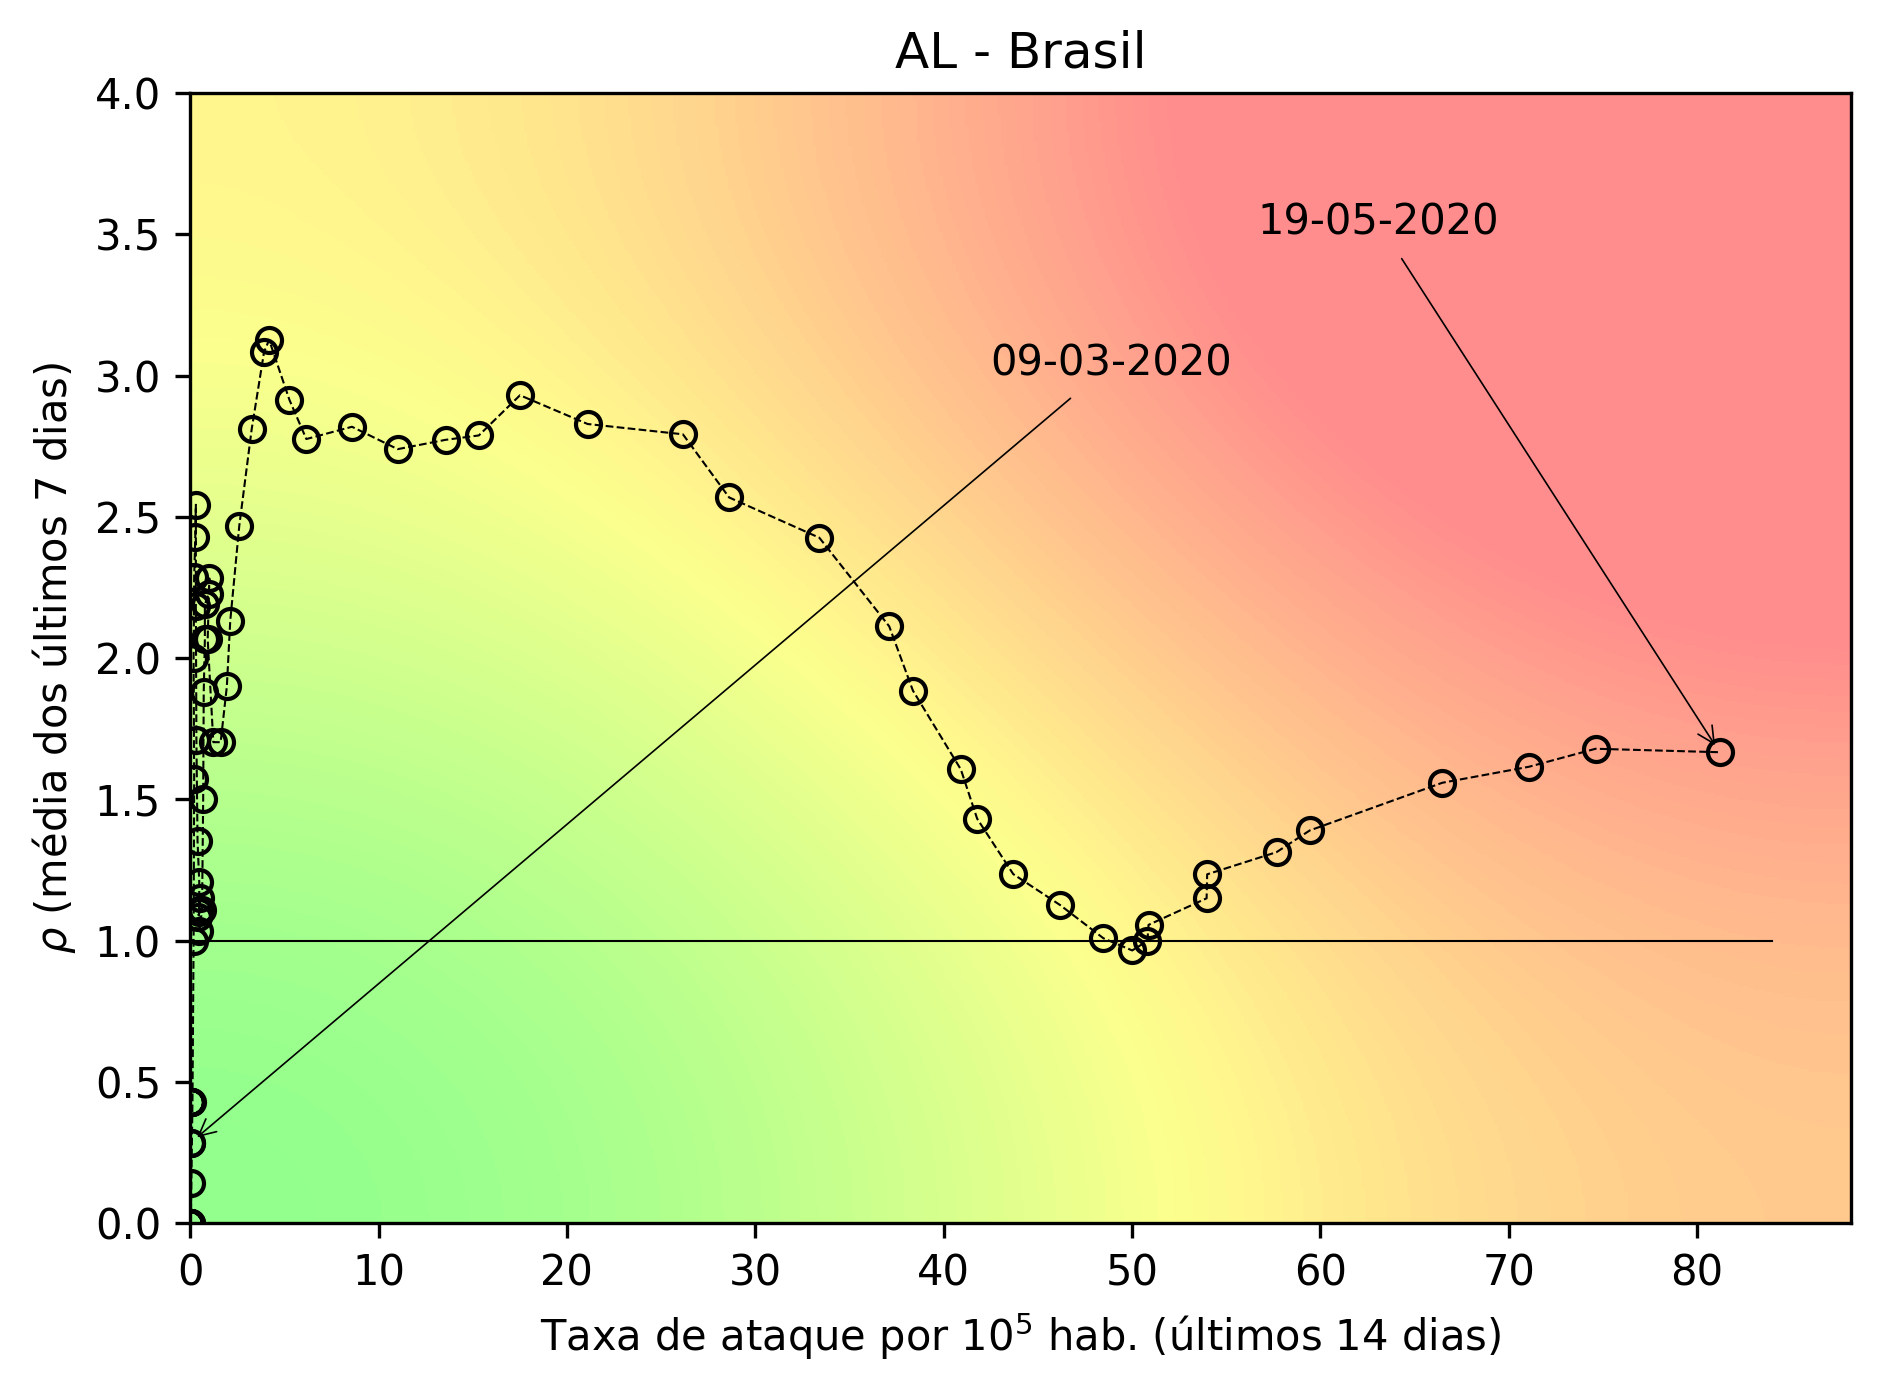 AL - Brasil
4.0
3.5
3.0
2.5
2.0
1.5
1.0
0.5
0.0
ρ (média dos últimos 7 dias)
19-05-2020
09-03-2020
0 10 20 30 40 50 60 70 80
Taxa de ataque por 10⁵ hab. (últimos 14 dias)